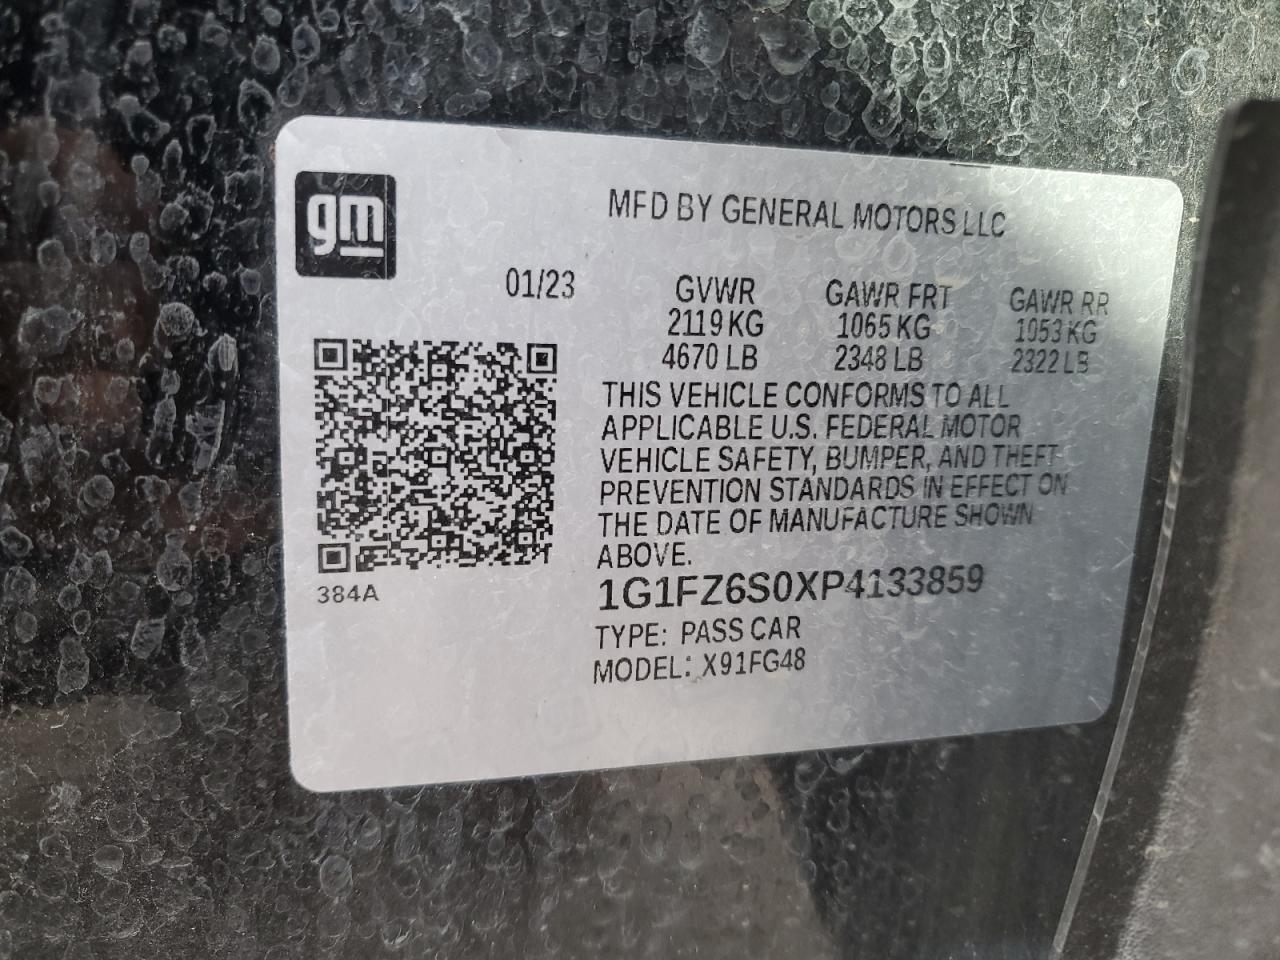 gm
MFD BY GENERAL MOTORS LLC
01/23
GVWR GAWR FRT GAWR RR
2119 KG 1065 KG 1053 KG
4670 LB 2348 LB 2322 LB
THIS VEHICLE CONFORMS TO ALL
APPLICABLE U.S. FEDERAL MOTOR
VEHICLE SAFETY, BUMPER, AND THEFT
PREVENTION STANDARDS IN EFFECT ON
THE DATE OF MANUFACTURE SHOWN
ABOVE.
384A
1G1FZ6S0XP4133859
TYPE: PASS CAR
MODEL: X91FG48